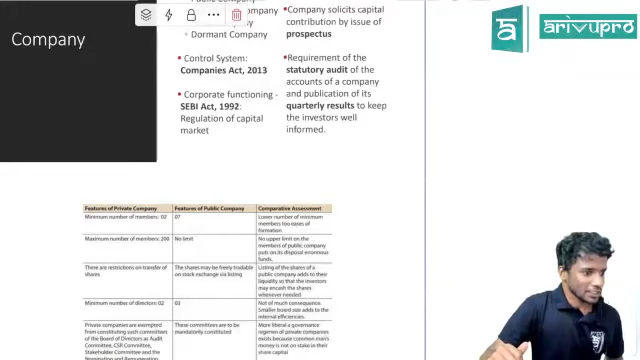 Company
Dormant Company
Control System:
Companies Act, 2013
Corporate functioning -
SEBI Act, 1992:
Regulation of capital
market
Company solicits capital
contribution by issue of
prospectus
Requirement of the
statutory audit of the
accounts of a company
and publication of its
quarterly results to keep
the investors well
informed.
ARIVUPRO
Features of Private Company
Features of Public Company
Comparative Assessment
Minimum number of members: 02
07
Lower number of minimum
members too eases of
formation
Maximum number of members: 200
No limit
No upper limit on the
members of public company
puts on its disposal enormous
funds.
There are restrictions on transfer of
shares
The shares may be freely tradable
on stock exchange via listing
Listing of the shares of a
public company adds to their
liquidity so that the investors
may encash the shares
whenever needed
Minimum number of directors: 02
03
Not of much consequence.
Smaller board size adds to the
internal efficiencies.
Private companies are exempted
from constituting such committees
of the Board of Directors as Audit
Committee, CSR Committee,
Stakeholder Committee and the
Nomination and Remuneration
These committees are to be
mandatorily constituted
More liberal a governance
regimen of private companies
exists because common man's
money is not on stake in their
share capital